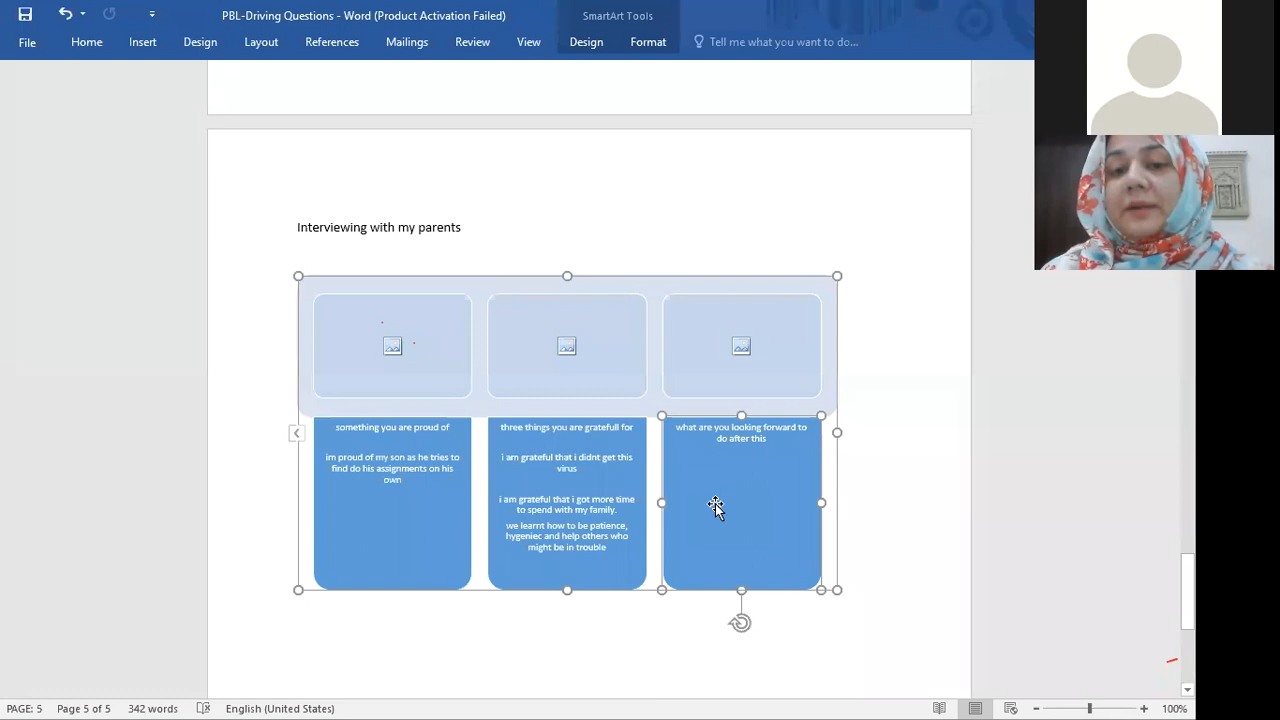 PBL-Driving Questions - Word (Product Activation Failed)
SmartArt Tools
File
Home
Insert
Design
Layout
References
Mailings
Review
View
Design
Format
Tell me what you want to do...
Interviewing with my parents
something you are proud of
im proud of my son as he tries to
find do his assignments on his
own
three things you are gratefull for
i am grateful that i didnt get this
virus
i am grateful that i got more time
to spend with my family.
we learnt how to be patience,
hygeniec and help others who
might be in trouble
what are you looking forward to
do after this
PAGE: 5
Page 5 of 5
342 words
English (United States)
100%